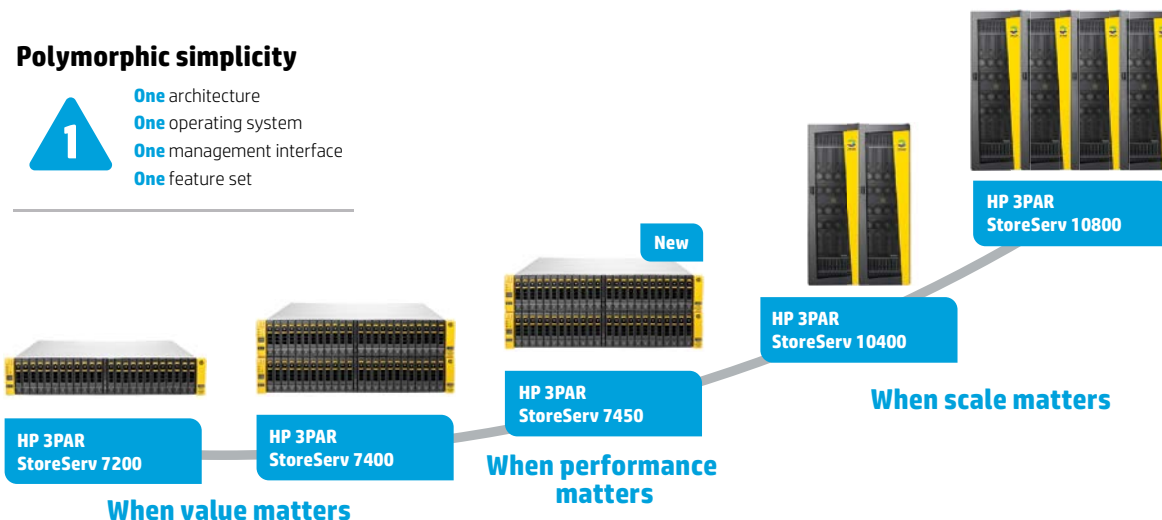 Polymorphic simplicity
1
One architecture
One operating system
One management interface
One feature set
New
HP 3PAR
StoreServ 10800
HP 3PAR
StoreServ 10400
When scale matters
HP 3PAR
StoreServ 7450
When performance
matters
HP 3PAR
StoreServ 7200
HP 3PAR
StoreServ 7400
When value matters